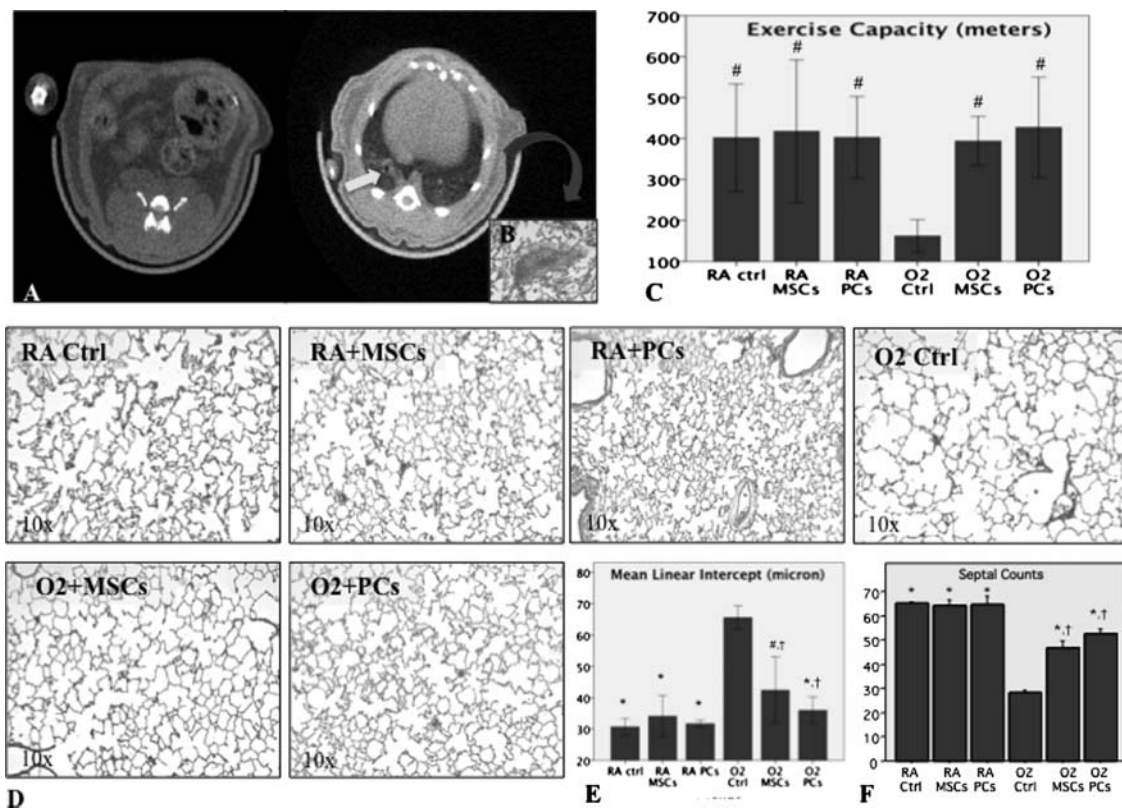 A
B
700
600
500
400
300
200
100
Exercise Capacity (meters)
#
#
#
#
#
RA ctrl
RA
MSCs
RA
PCs
O2
Ctrl
O2
MSCs
O2
PCs
C
RA Ctrl
10x
RA+MSCs
10x
RA+PCs
10x
O2 Ctrl
10x
O2+MSCs
10x
O2+PCs
10x
D
Mean Linear Intercept (micron)
80
70
60
50
40
30
20
*
*
*
#,†
*,†
RA ctrl
RA
MSCs
RA PCs
O2
Ctrl
O2
MSCs
O2
PCs
E
Septal Counts
70
60
50
40
30
20
10
0
*
*
*
*,†
*,†
RA
Ctrl
RA
MSCs
RA
PCs
O2
Ctrl
O2
MSCs
O2
PCs
F